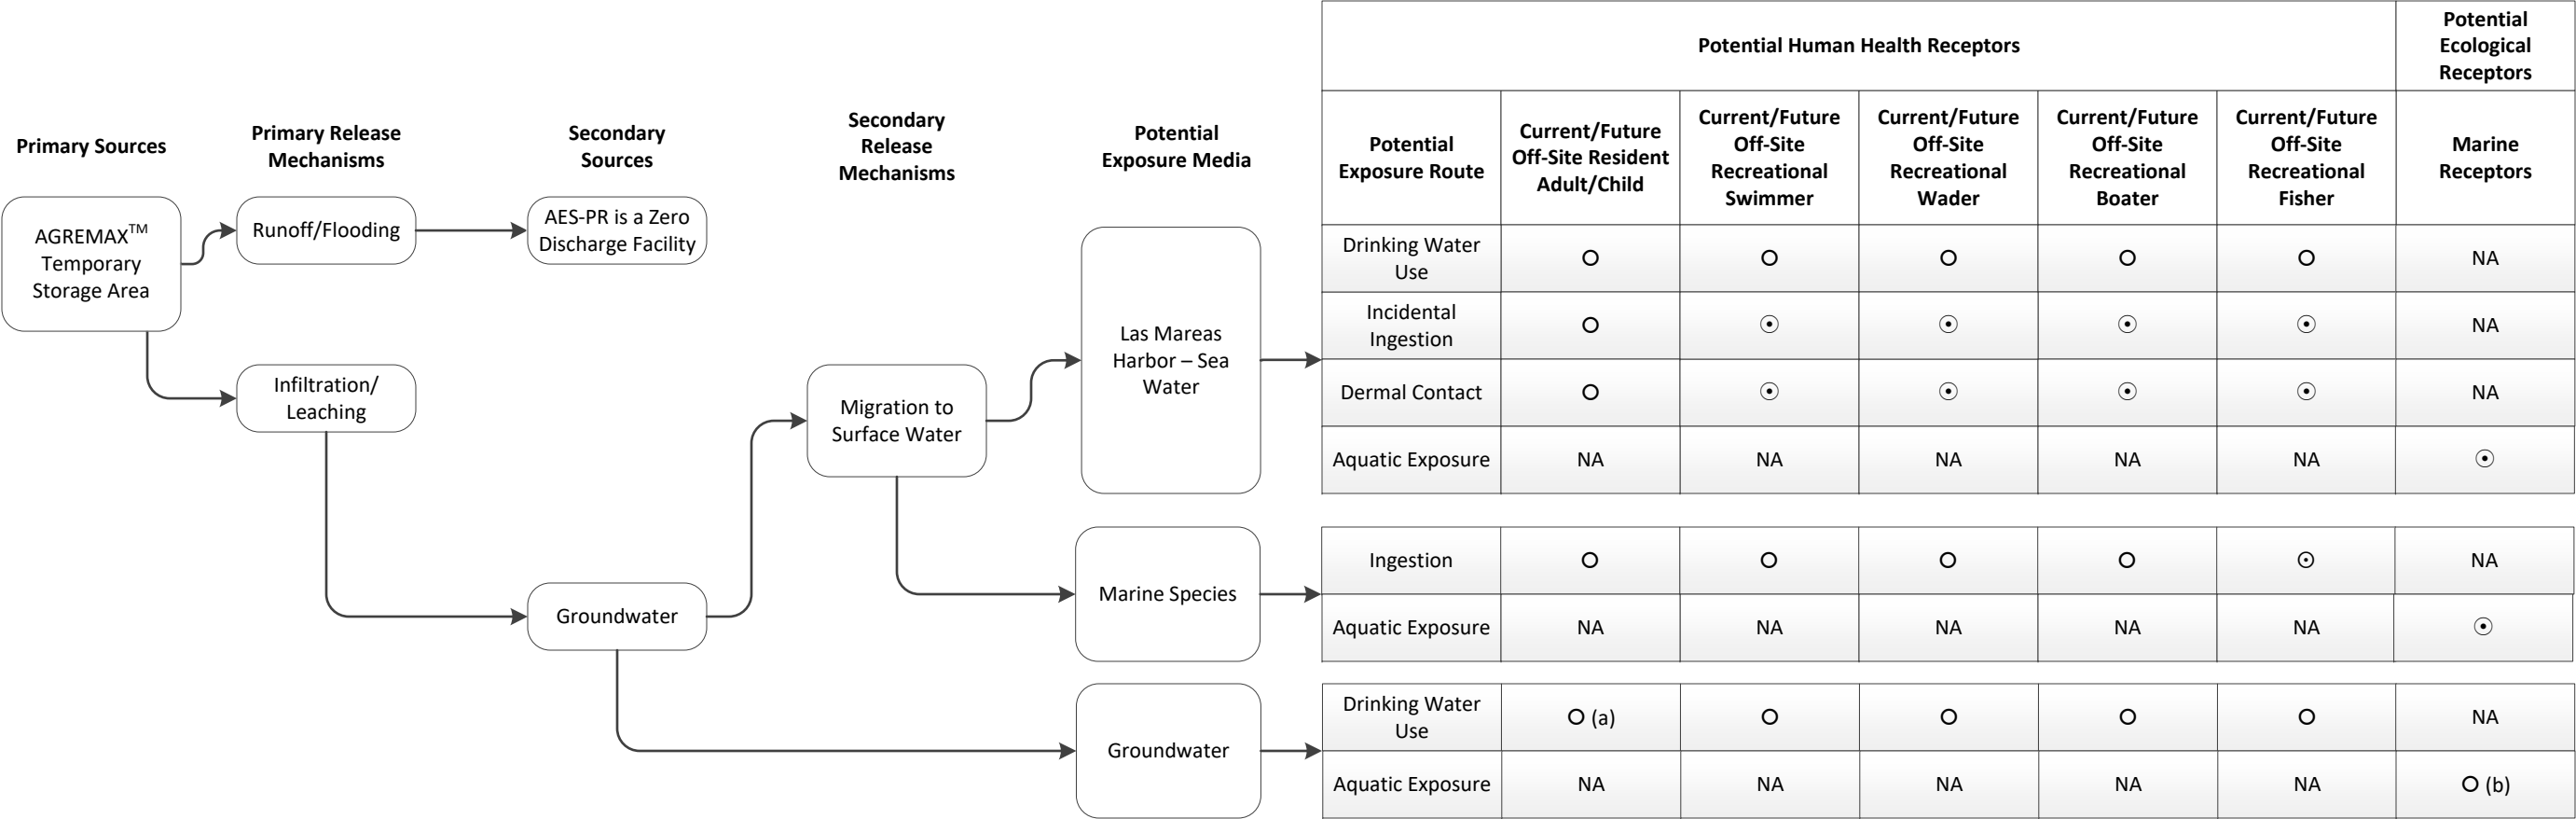 Potential Human Health Receptors
Potential
Ecological
Receptors
Primary Sources
Primary Release
Mechanisms
Secondary
Sources
Secondary
Release
Mechanisms
Potential
Exposure Media
Potential
Exposure Route
Current/Future
Off-Site Resident
Adult/Child
Current/Future
Off-Site
Recreational
Swimmer
Current/Future
Off-Site
Recreational
Wader
Current/Future
Off-Site
Recreational
Boater
Current/Future
Off-Site
Recreational
Fisher
Marine
Receptors
AGREMAX™
Temporary
Storage Area
Runoff/Flooding
AES-PR is a Zero
Discharge Facility
Infiltration/
Leaching
Groundwater
Migration to
Surface Water
Las Mareas
Harbor – Sea
Water
Drinking Water
Use
NA
Incidental
Ingestion
NA
Dermal Contact
NA
Aquatic Exposure NA NA NA NA NA
Marine Species
Ingestion
NA
Aquatic Exposure NA NA NA NA NA
Groundwater
Drinking Water
Use
(a)
NA
Aquatic Exposure NA NA NA NA NA (b)